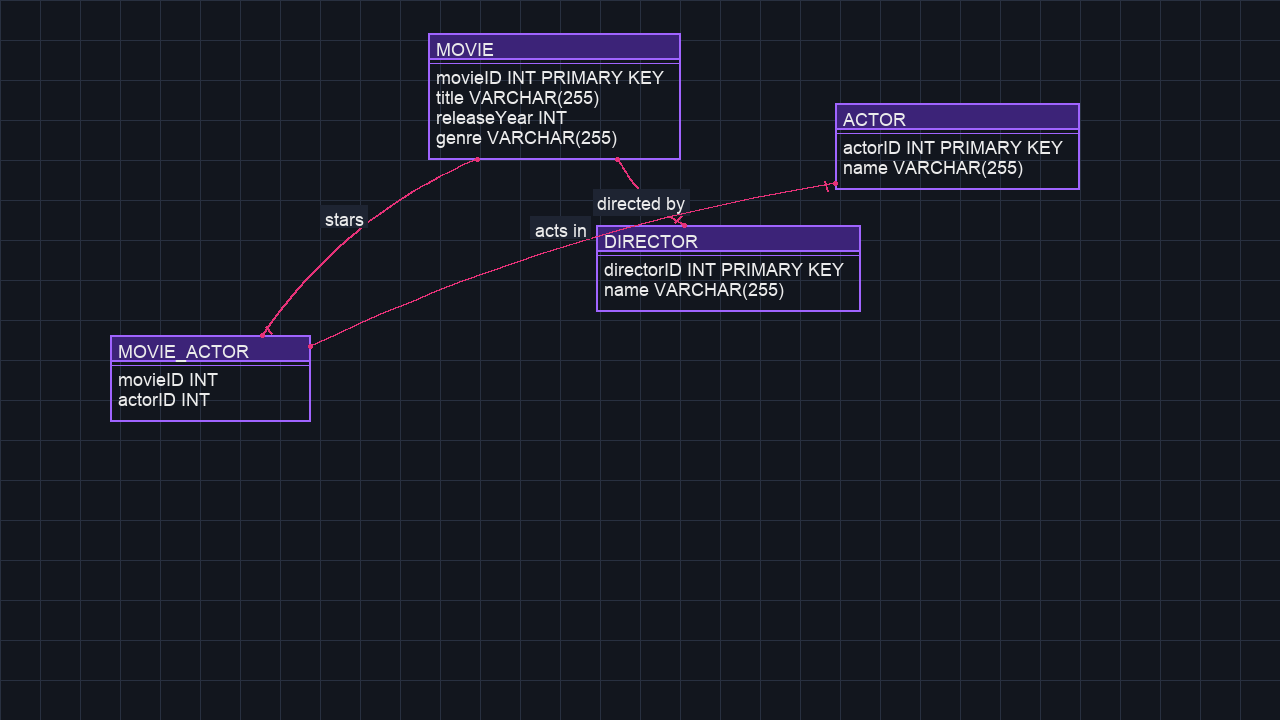 MOVIE
movieID INT PRIMARY KEY
title VARCHAR(255)
releaseYear INT
genre VARCHAR(255)
ACTOR
actorID INT PRIMARY KEY
name VARCHAR(255)
stars
directed by
acts in
DIRECTOR
directorID INT PRIMARY KEY
name VARCHAR(255)
MOVIE_ACTOR
movieID INT
actorID INT